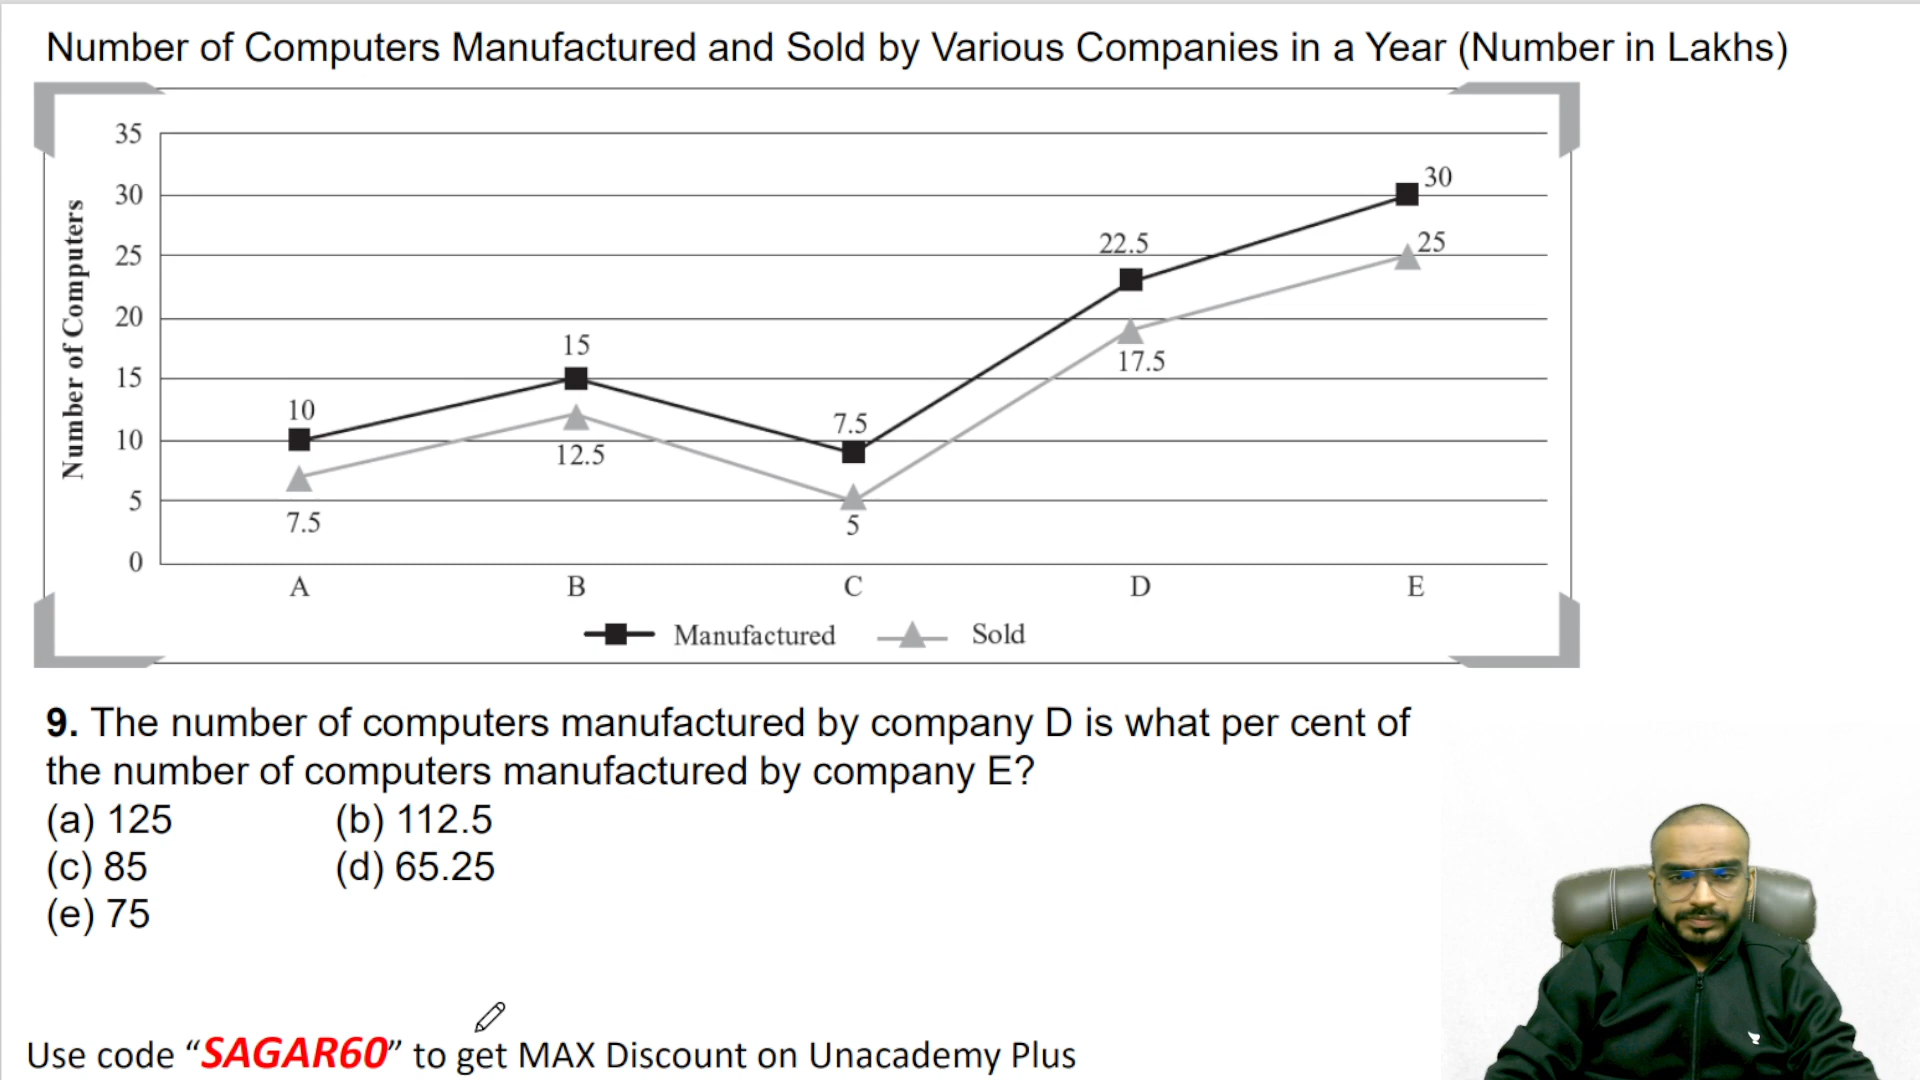 Number of Computers Manufactured and Sold by Various Companies in a Year (Number in Lakhs)
Number of Computers
35
30
25
20
15
10
5
0
10
15
7.5
22.5
30
7.5
12.5
5
17.5
25
A B C D E
Manufactured Sold
9. The number of computers manufactured by company D is what per cent of
the number of computers manufactured by company E?
(a) 125 (b) 112.5
(c) 85 (d) 65.25
(e) 75
Use code “SAGAR60” to get MAX Discount on Unacademy Plus